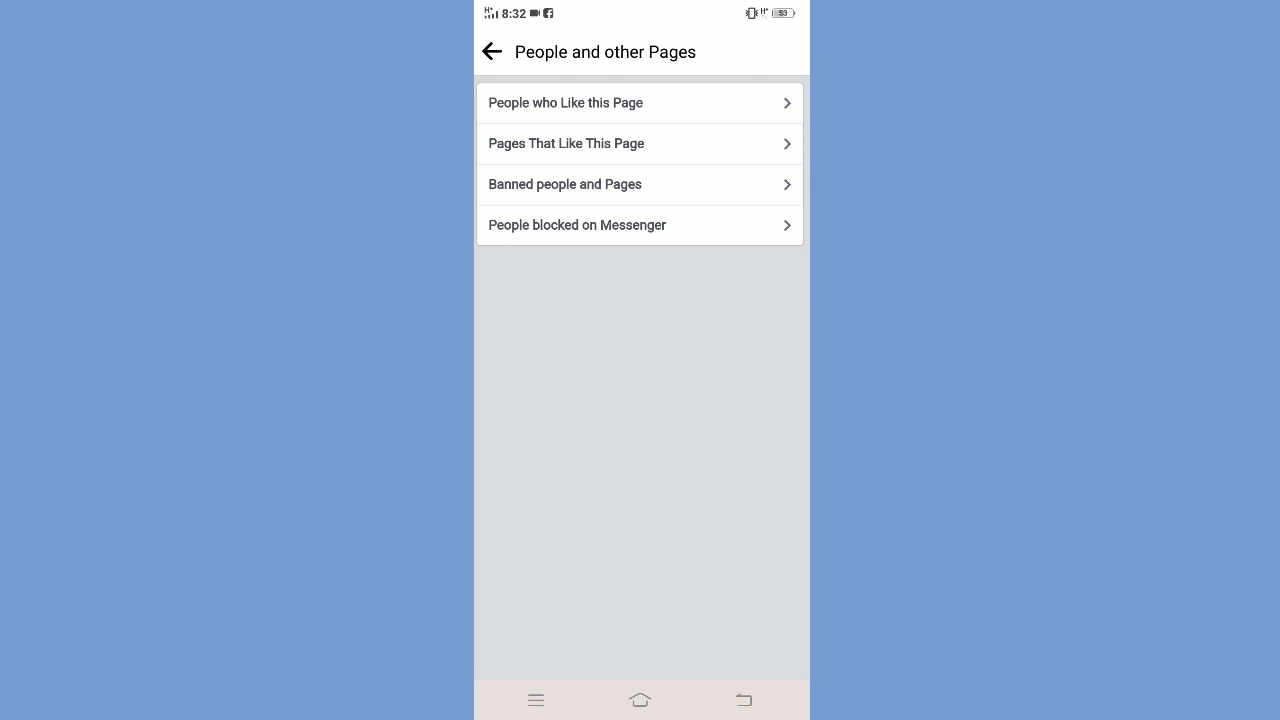 H+ 8:32 H+ 53
People and other Pages
People who Like this Page
Pages That Like This Page
Banned people and Pages
People blocked on Messenger